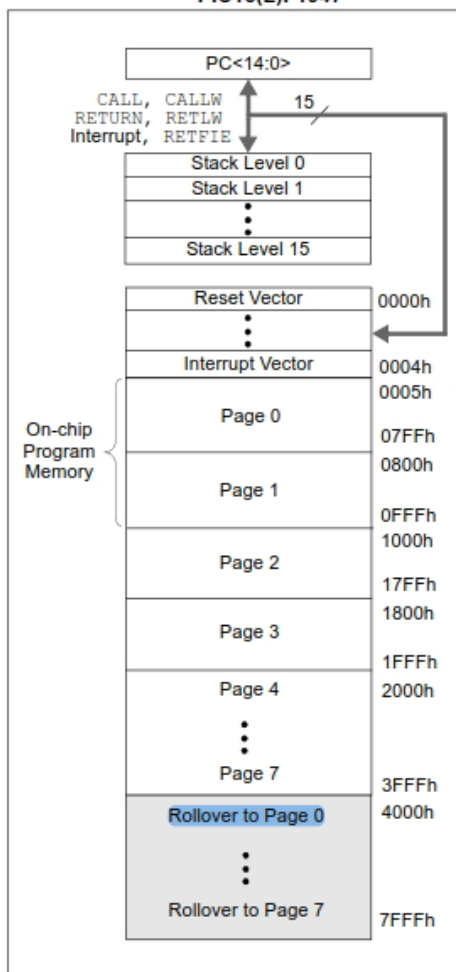 PC<14:0>
CALL, CALLW
RETURN, RETLW
Interrupt, RETFIE
15
Stack Level 0
Stack Level 1
Stack Level 15
Reset Vector
0000h
Interrupt Vector
0004h
On-chip
Program
Memory
Page 0
0005h
07FFh
Page 1
0800h
0FFFh
Page 2
1000h
17FFh
Page 3
1800h
1FFFh
Page 4
2000h
Page 7
3FFFh
Rollover to Page 0
4000h
Rollover to Page 7
7FFFh